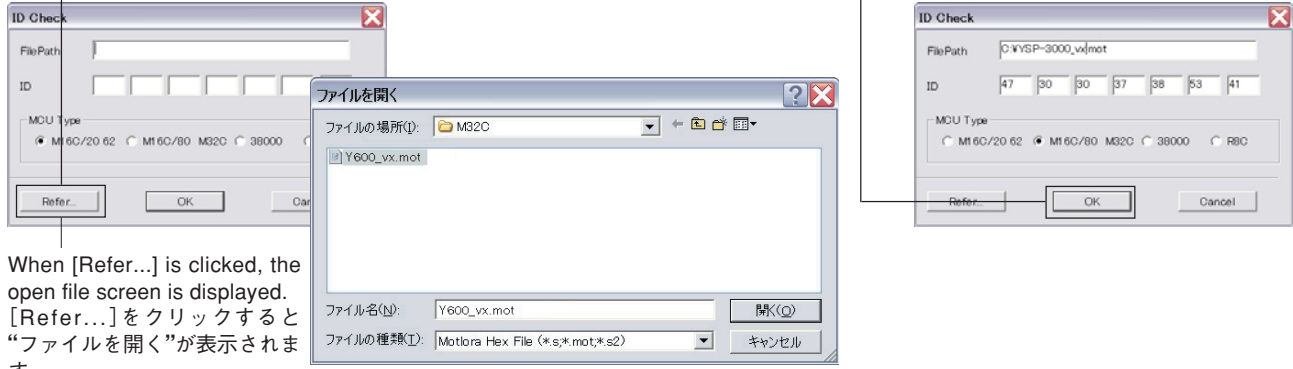 ID Check
FilePath
ID
MCU Type
M16C/20 62 M16C/80 M32C 38000
Refer...
OK
When [Refer...] is clicked, the
open file screen is displayed.
[Refer...]をクリックすると
“ファイルを開く”が表示されま
す
ファイルを開く
ファイルの場所(I):
M32C
Y600_vx.mot
ファイル名(N):
Y600_vx.mot
開く(O)
ファイルの種類(T):
Motlora Hex File (*.s;*.mot;*.s2)
キャンセル
ID Check
FilePath
C:¥YSP-3000_vx.mot
ID
47 30 30 37 38 53 41
MCU Type
M16C/20 62 M16C/80 M32C 38000 R8C
Refer...
OK
Cancel